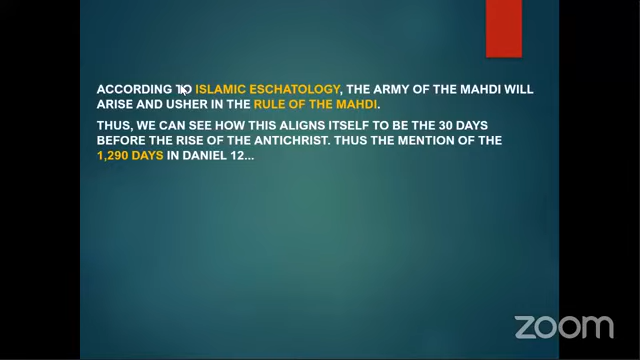 ACCORDING TO ISLAMIC ESCHATOLOGY, THE ARMY OF THE MAHDI WILL
ARISE AND USHER IN THE RULE OF THE MAHDI.
THUS, WE CAN SEE HOW THIS ALIGNS ITSELF TO BE THE 30 DAYS
BEFORE THE RISE OF THE ANTICHRIST. THUS THE MENTION OF THE
1,290 DAYS IN DANIEL 12...
zoom